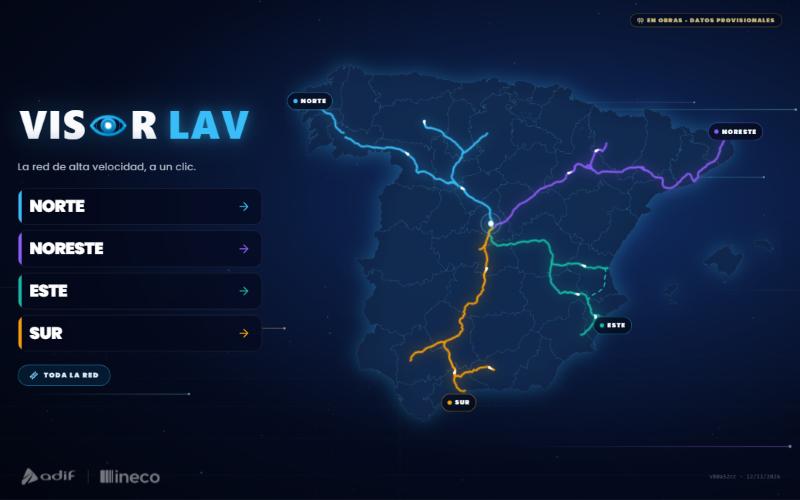 EN OBRAS - DATOS PROVISIONALES
VISOR LAV
La red de alta velocidad, a un clic.
NORTE
NORESTE
ESTE
SUR
TODA LA RED
NORTE
NORESTE
ESTE
SUR
adif
ineco